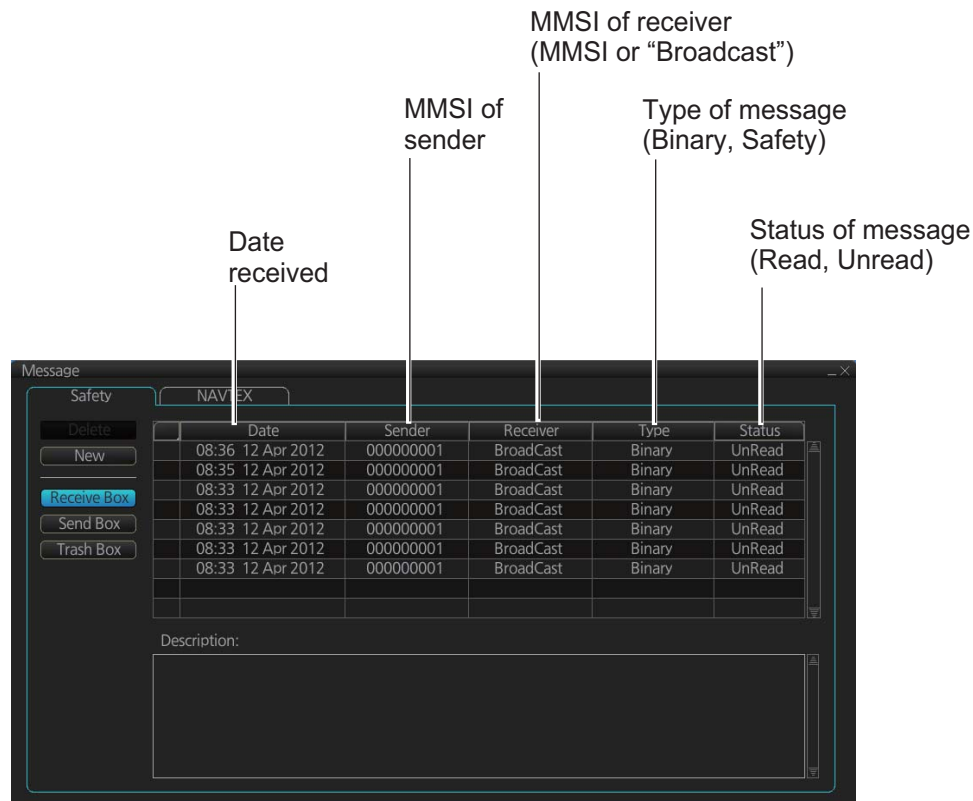 MMSI of receiver
(MMSI or “Broadcast”)
MMSI of
sender
Type of message
(Binary, Safety)
Date
received
Status of message
(Read, Unread)
Message
Safety NAVTEX
Delete
New
Receive Box
Send Box
Trash Box
Date Sender Receiver Type Status
08:36 12 Apr 2012 000000001 BroadCast Binary UnRead
08:35 12 Apr 2012 000000001 BroadCast Binary UnRead
08:33 12 Apr 2012 000000001 BroadCast Binary UnRead
08:33 12 Apr 2012 000000001 BroadCast Binary UnRead
08:33 12 Apr 2012 000000001 BroadCast Binary UnRead
08:33 12 Apr 2012 000000001 BroadCast Binary UnRead
08:33 12 Apr 2012 000000001 BroadCast Binary UnRead
Description: